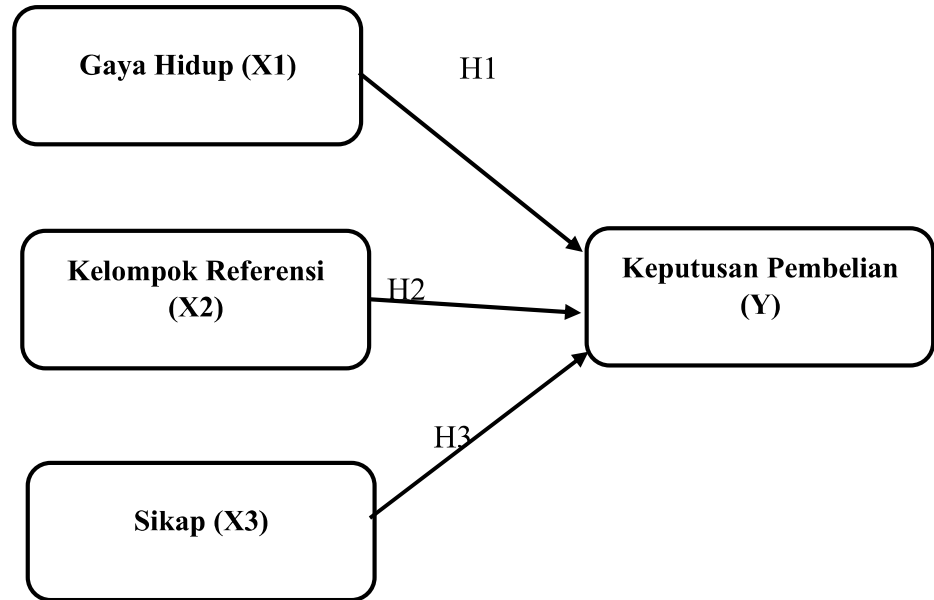 Gaya Hidup (X1)
H1
Kelompok Referensi
(X2)
H2
Keputusan Pembelian
(Y)
H3
Sikap (X3)